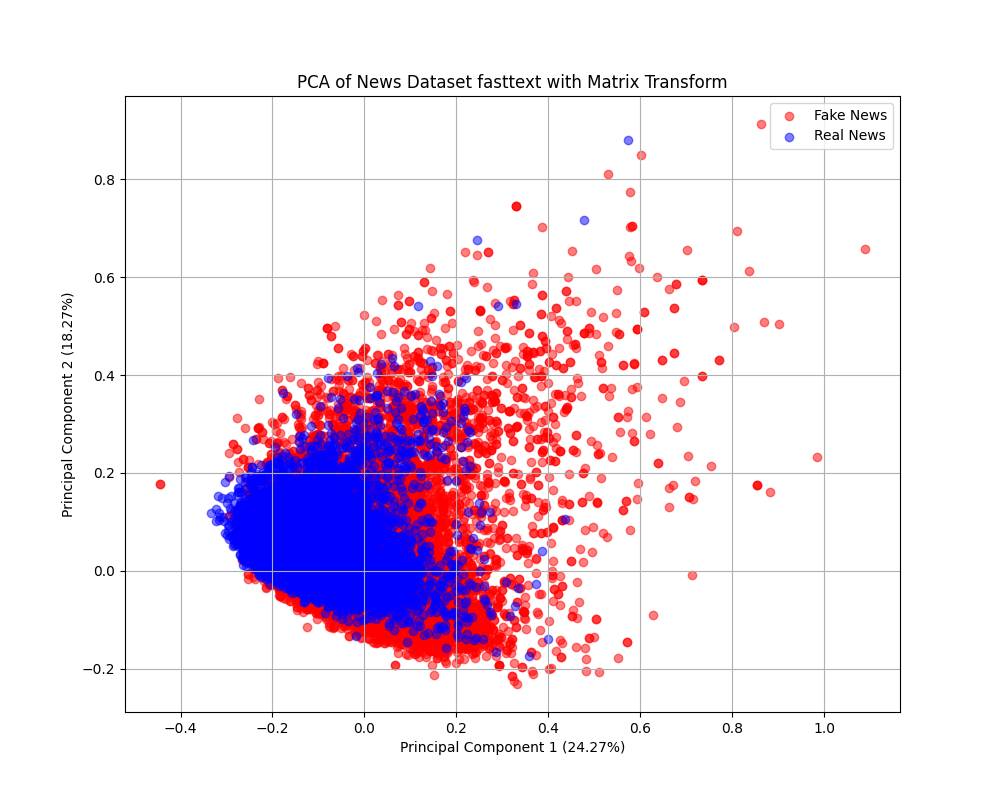 PCA of News Dataset fasttext with Matrix Transform
Fake News
Real News
0.8
0.6
0.4
0.2
0.0
−0.2
Principal Component 2 (18.27%)
−0.4
−0.2
0.0
0.2
0.4
0.6
0.8
1.0
Principal Component 1 (24.27%)